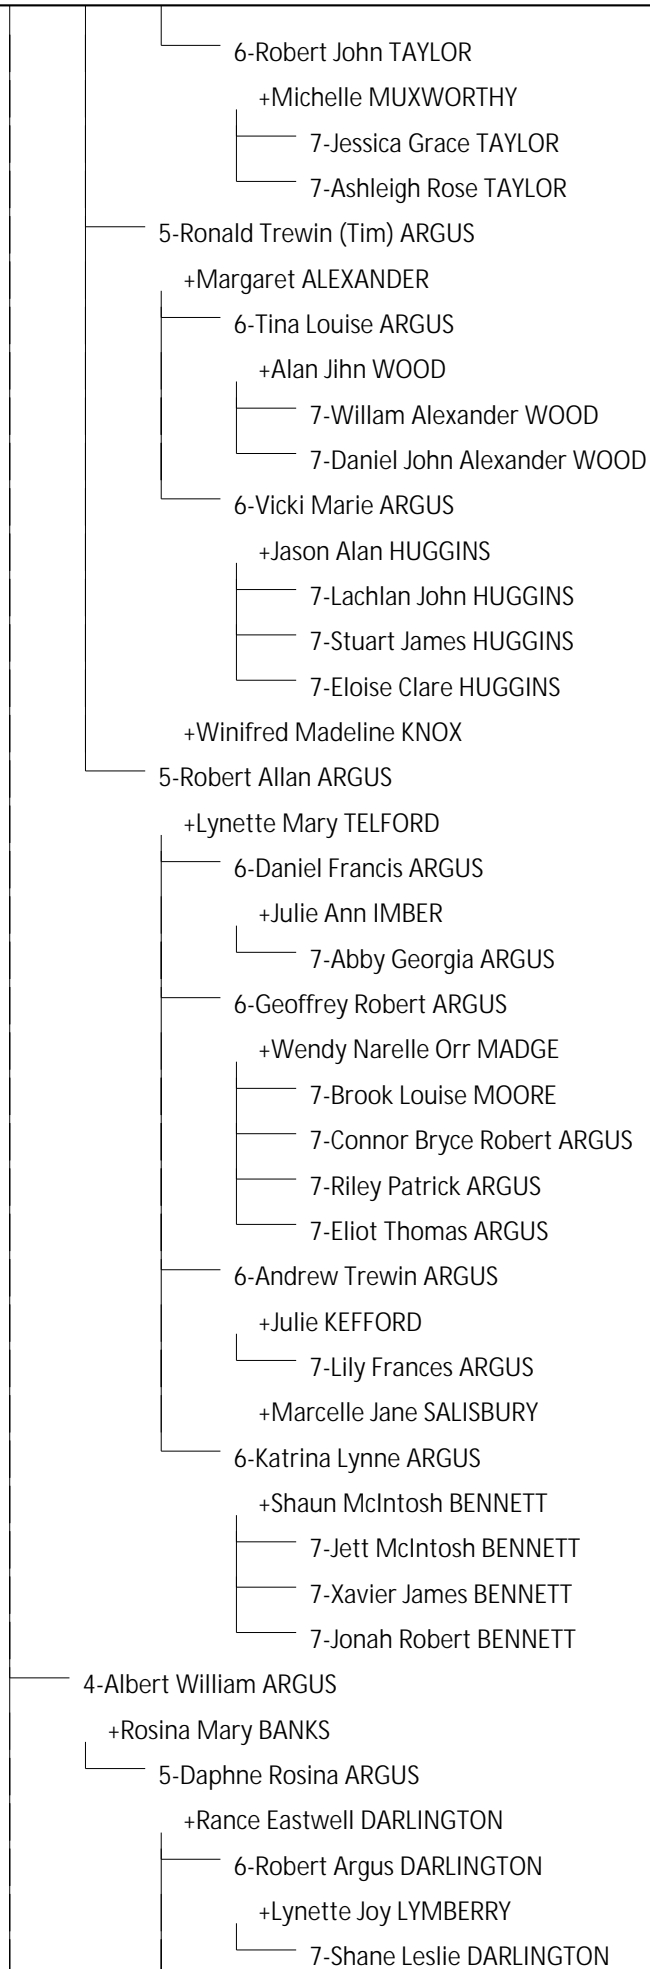 6-Robert John TAYLOR
+Michelle MUXWORTHY
7-Jessica Grace TAYLOR
7-Ashleigh Rose TAYLOR
5-Ronald Trewin (Tim) ARGUS
+Margaret ALEXANDER
6-Tina Louise ARGUS
+Alan Jihn WOOD
7-Willam Alexander WOOD
7-Daniel John Alexander WOOD
6-Vicki Marie ARGUS
+Jason Alan HUGGINS
7-Lachlan John HUGGINS
7-Stuart James HUGGINS
7-Eloise Clare HUGGINS
+Winifred Madeline KNOX
5-Robert Allan ARGUS
+Lynette Mary TELFORD
6-Daniel Francis ARGUS
+Julie Ann IMBER
7-Abby Georgia ARGUS
6-Geoffrey Robert ARGUS
+Wendy Narelle Orr MADGE
7-Brook Louise MOORE
7-Connor Bryce Robert ARGUS
7-Riley Patrick ARGUS
7-Eliot Thomas ARGUS
6-Andrew Trewin ARGUS
+Julie KEFFORD
7-Lily Frances ARGUS
+Marcelle Jane SALISBURY
6-Katrina Lynne ARGUS
+Shaun McIntosh BENNETT
7-Jett McIntosh BENNETT
7-Xavier James BENNETT
7-Jonah Robert BENNETT
4-Albert William ARGUS
+Rosina Mary BANKS
5-Daphne Rosina ARGUS
+Rance Eastwell DARLINGTON
6-Robert Argus DARLINGTON
+Lynette Joy LYMBERRY
7-Shane Leslie DARLINGTON